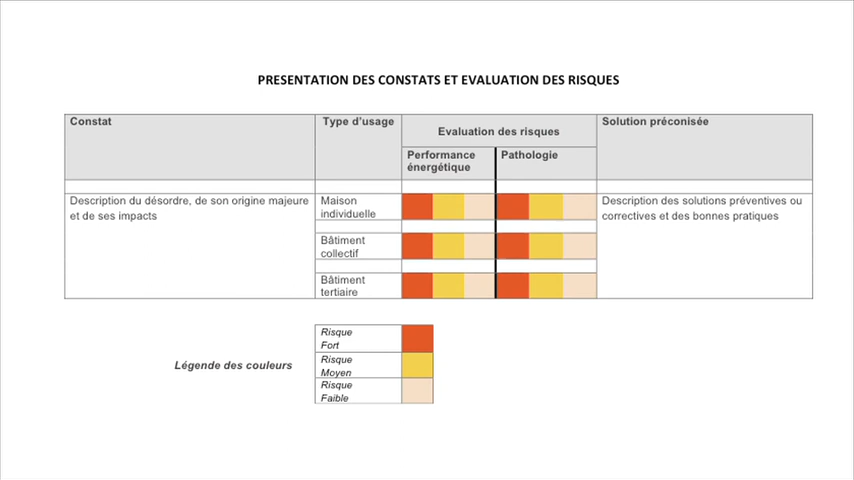 PRESENTATION DES CONSTATS ET EVALUATION DES RISQUES
Constat
Type d’usage
Evaluation des risques
Solution préconisée
Performance
énergétique
Pathologie
Description du désordre, de son origine majeure
et de ses impacts
Maison
individuelle
Description des solutions préventives ou
correctives et des bonnes pratiques
Bâtiment
collectif
Bâtiment
tertiaire
Légende des couleurs
Risque
Fort
Risque
Moyen
Risque
Faible